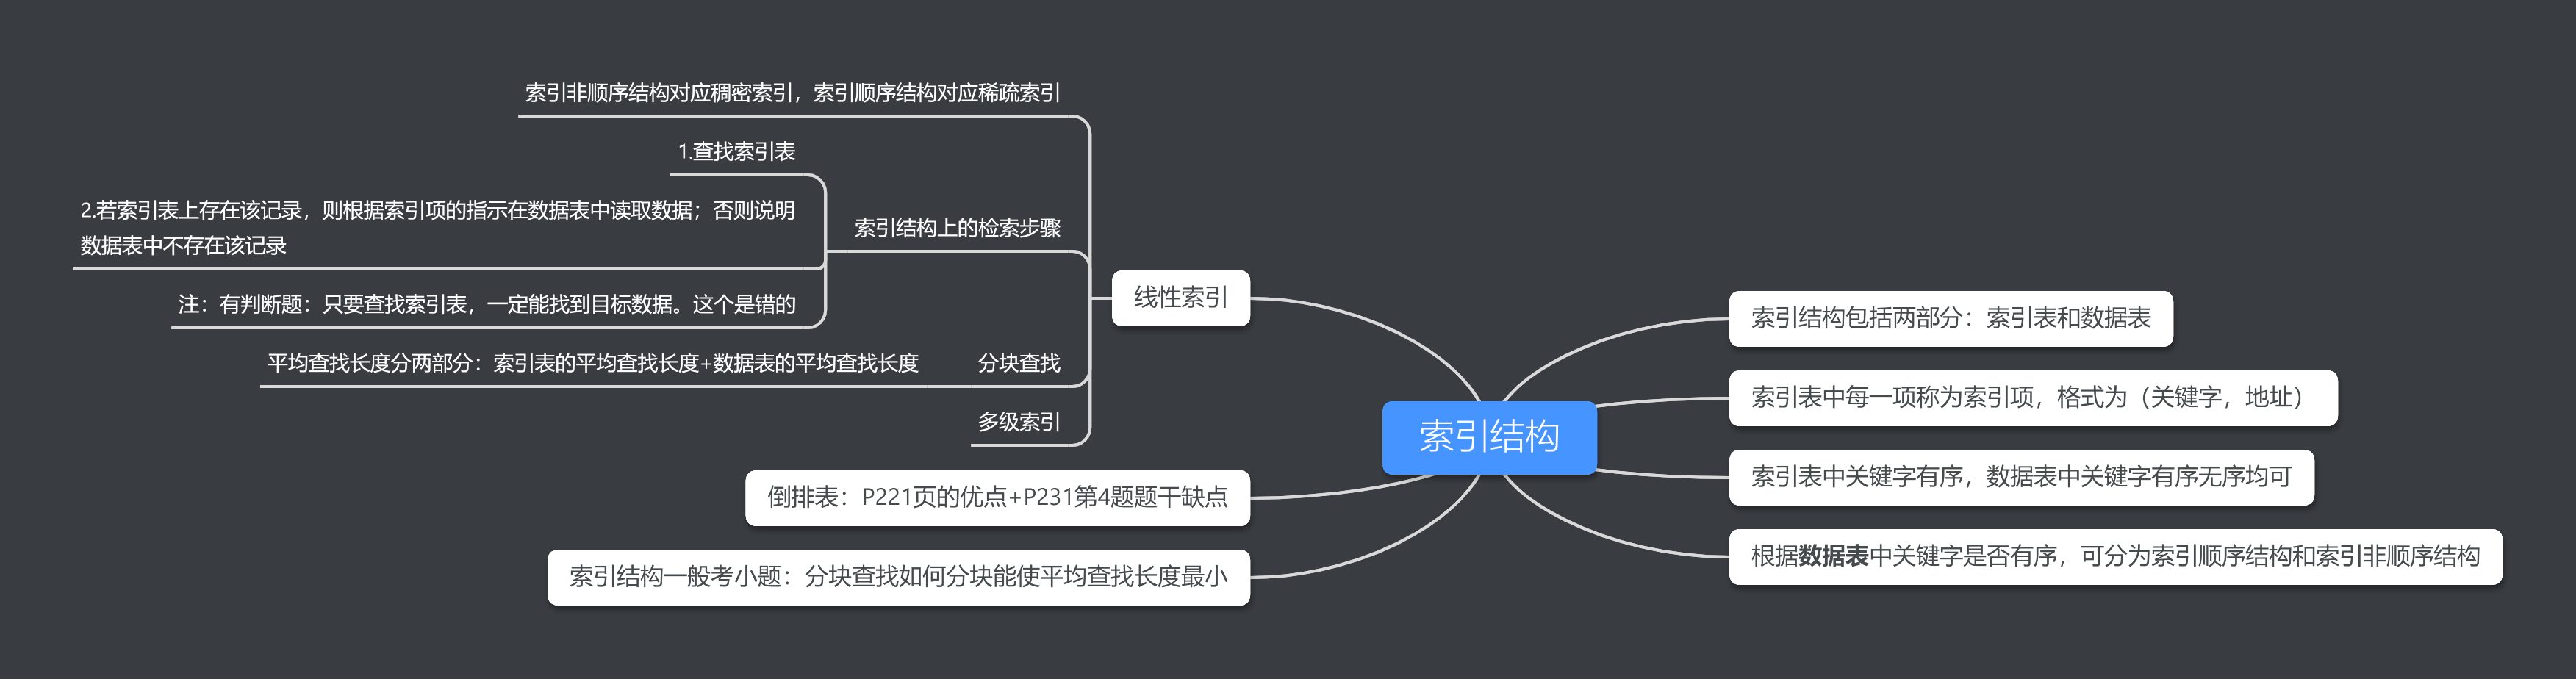 索引结构
索引结构包括两部分：索引表和数据表
索引表中每一项称为索引项，格式为（关键字，地址）
索引表中关键字有序，数据表中关键字有序无序均可
根据数据表中关键字是否有序，可分为索引顺序结构和索引非顺序结构
线性索引
索引非顺序结构对应稠密索引，索引顺序结构对应稀疏索引
索引结构上的检索步骤
1.查找索引表
2.若索引表上存在该记录，则根据索引项的指示在数据表中读取数据；否则说明
数据表中不存在该记录
注：有判断题：只要查找索引表，一定能找到目标数据。这个是错的
分块查找
平均查找长度分两部分：索引表的平均查找长度+数据表的平均查找长度
多级索引
倒排表：P221页的优点+P231第4题题干缺点
索引结构一般考小题：分块查找如何分块能使平均查找长度最小